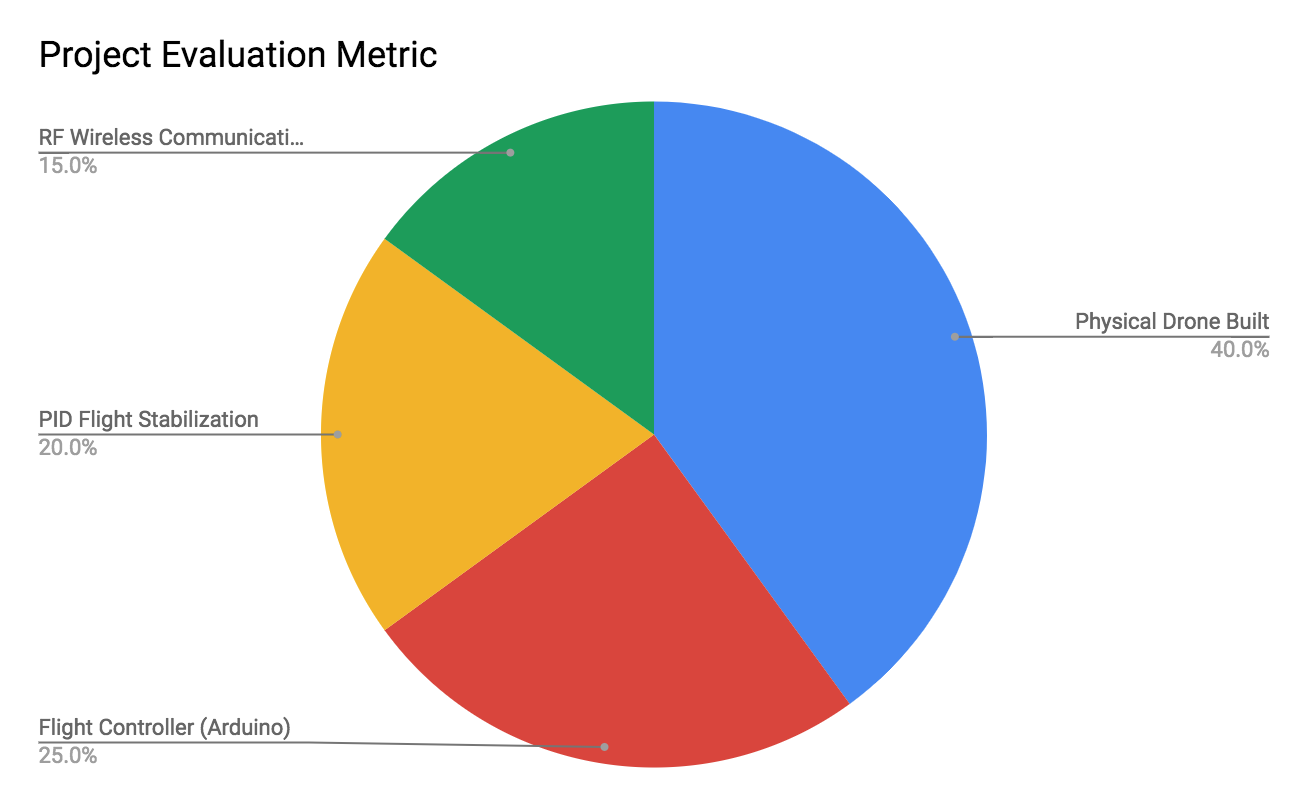 Project Evaluation Metric
RF Wireless Communicati...
15.0%
Physical Drone Built
40.0%
PID Flight Stabilization
20.0%
Flight Controller (Arduino)
25.0%